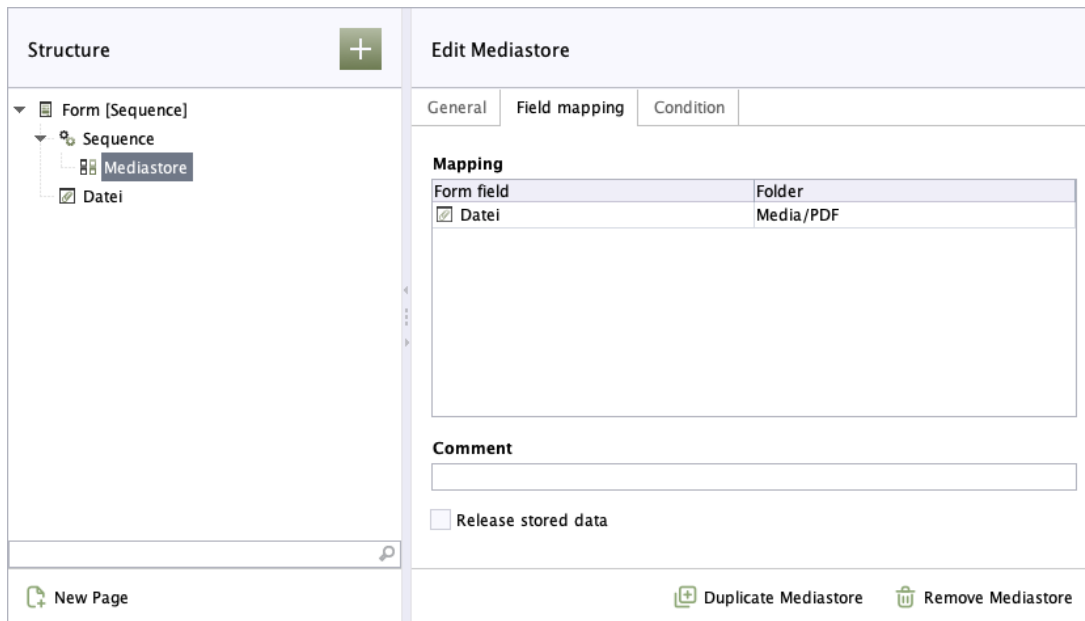 Structure
Form [Sequence]
Sequence
Mediastore
Datei
New Page
Edit Mediastore
General Field mapping Condition
Mapping
Form field Folder
Datei Media/PDF
Comment
Release stored data
Duplicate Mediastore Remove Mediastore